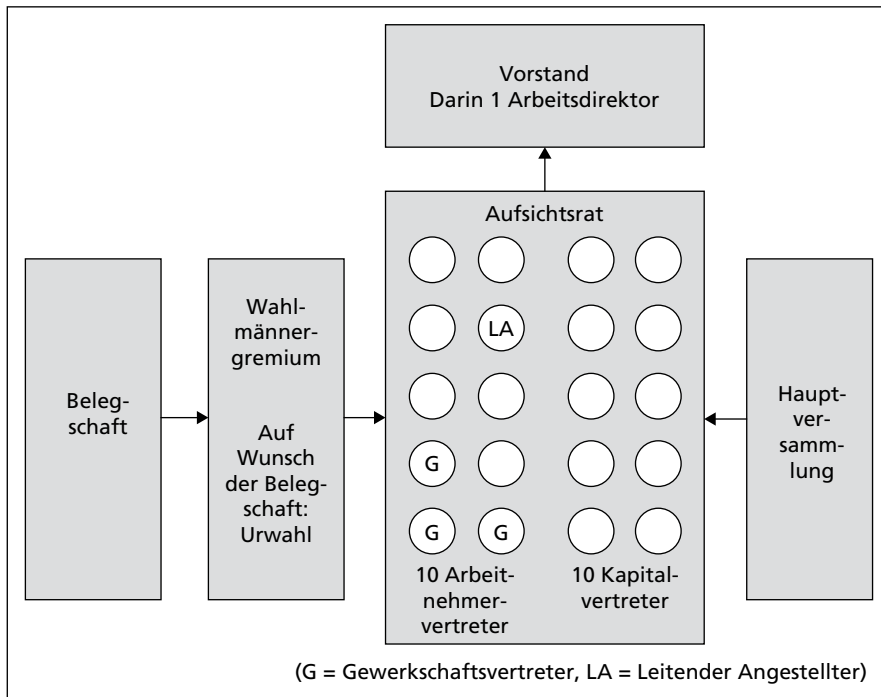 Vorstand
Darin 1 Arbeitsdirektor
Aufsichtsrat
LA
G
G
G
10 Arbeit-
nehmer-
vertreter
10 Kapital-
vertreter
Beleg-
schaft
Wahl-
männer-
gremium
Auf
Wunsch
der Beleg-
schaft:
Urwahl
Haupt-
ver-
samm-
lung
(G = Gewerkschaftsvertreter, LA = Leitender Angestellter)